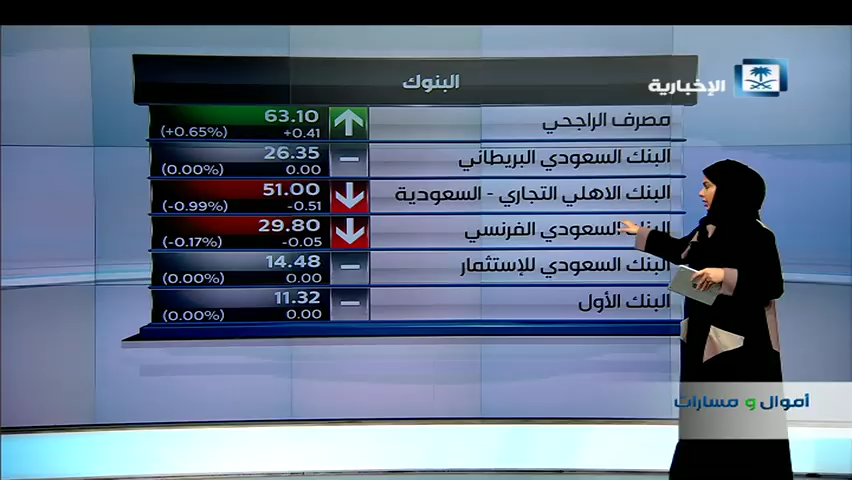 البنوك
الإخبارية
مصرف الراجحي
63.10
+0.41
(+0.65%)
البنك السعودي البريطاني
26.35
0.00
(0.00%)
البنك الاهلي التجاري - السعودية
51.00
-0.51
(-0.99%)
البنك السعودي الفرنسي
29.80
-0.05
(-0.17%)
البنك السعودي للإستثمار
14.48
0.00
(0.00%)
البنك الأول
11.32
0.00
(0.00%)
أموال و مسارات